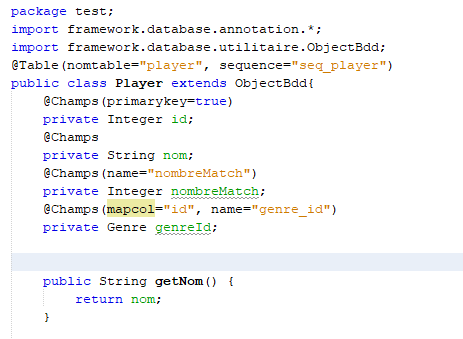 package test;
import framework.database.annotation.*;
import framework.database.utilitaire.ObjectBdd;
@Table(nomtable="player", sequence="seq_player")
public class Player extends ObjectBdd{
    @Champs(primarykey=true)
    private Integer id;
    @Champs
    private String nom;
    @Champs(name="nombreMatch")
    private Integer nombreMatch;
    @Champs(mapcol="id", name="genre_id")
    private Genre genreId;
    public String getNom() {
        return nom;
    }